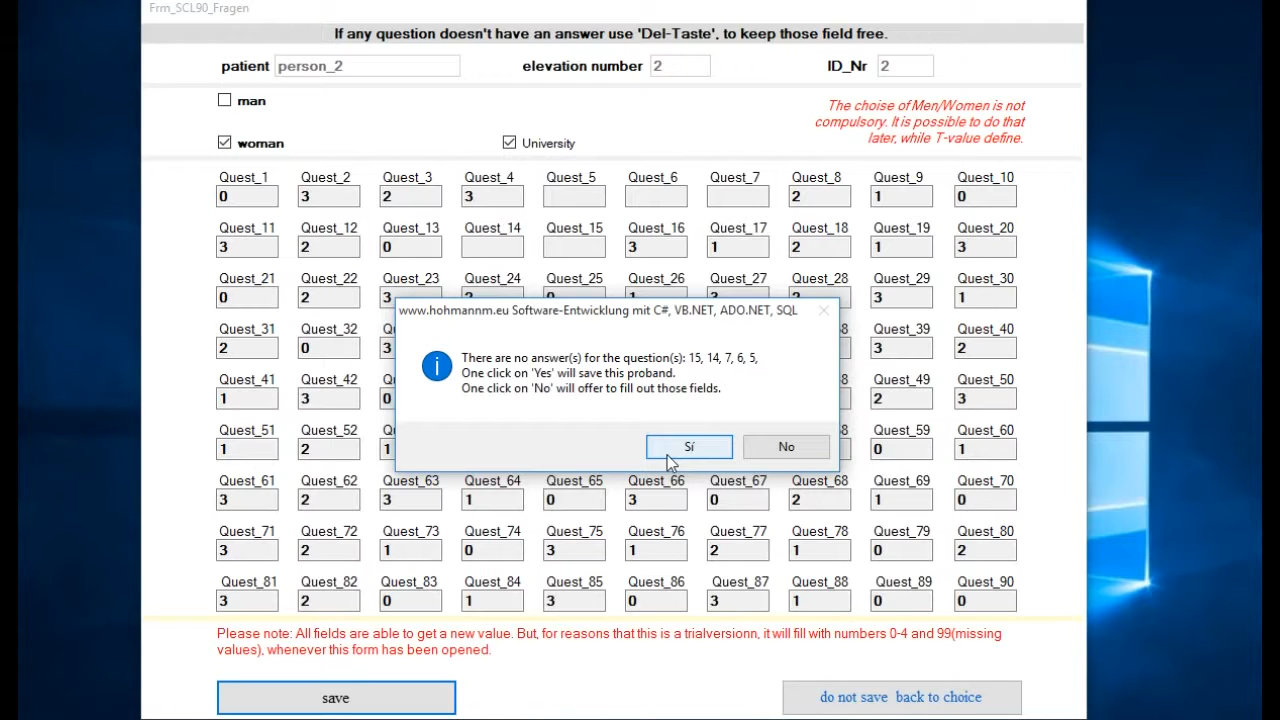 Frm_SCL90_Fragen
If any question doesn't have an answer use 'Del-Taste', to keep those field free.
patient person_2 elevation number 2 ID_Nr 2
man
The choise of Men/Women is not
compulsory. It is possible to do that
later, while T-value define.
woman University
Quest_1 Quest_2 Quest_3 Quest_4 Quest_5 Quest_6 Quest_7 Quest_8 Quest_9 Quest_10
0 3 2 3 2 1 0
Quest_11 Quest_12 Quest_13 Quest_14 Quest_15 Quest_16 Quest_17 Quest_18 Quest_19 Quest_20
3 2 0 3 1 2 1 3
Quest_21 Quest_22 Quest_23 Quest_24 Quest_25 Quest_26 Quest_27 Quest_28 Quest_29 Quest_30
0 2 3 3 1
www.hohmannm.eu Software-Entwicklung mit C#, VB.NET, ADO.NET, SQL
There are no answer(s) for the question(s): 15, 14, 7, 6, 5,
One click on 'Yes' will save this proband.
One click on 'No' will offer to fill out those fields.
Sí No
Quest_31 Quest_32 Quest_39 Quest_40
2 0 3 3 2
Quest_41 Quest_42 Quest_49 Quest_50
1 3 0 2 3
Quest_51 Quest_52 Quest_59 Quest_60
1 2 1 0 1
Quest_61 Quest_62 Quest_63 Quest_64 Quest_65 Quest_66 Quest_67 Quest_68 Quest_69 Quest_70
3 2 3 1 0 3 0 2 1 0
Quest_71 Quest_72 Quest_73 Quest_74 Quest_75 Quest_76 Quest_77 Quest_78 Quest_79 Quest_80
3 2 1 0 3 1 2 1 0 2
Quest_81 Quest_82 Quest_83 Quest_84 Quest_85 Quest_86 Quest_87 Quest_88 Quest_89 Quest_90
3 2 0 1 3 0 3 1 0 0
Please note: All fields are able to get a new value. But, for reasons that this is a trialversionn, it will fill with numbers 0-4 and 99(missing
values), whenever this form has been opened.
save do not save back to choice